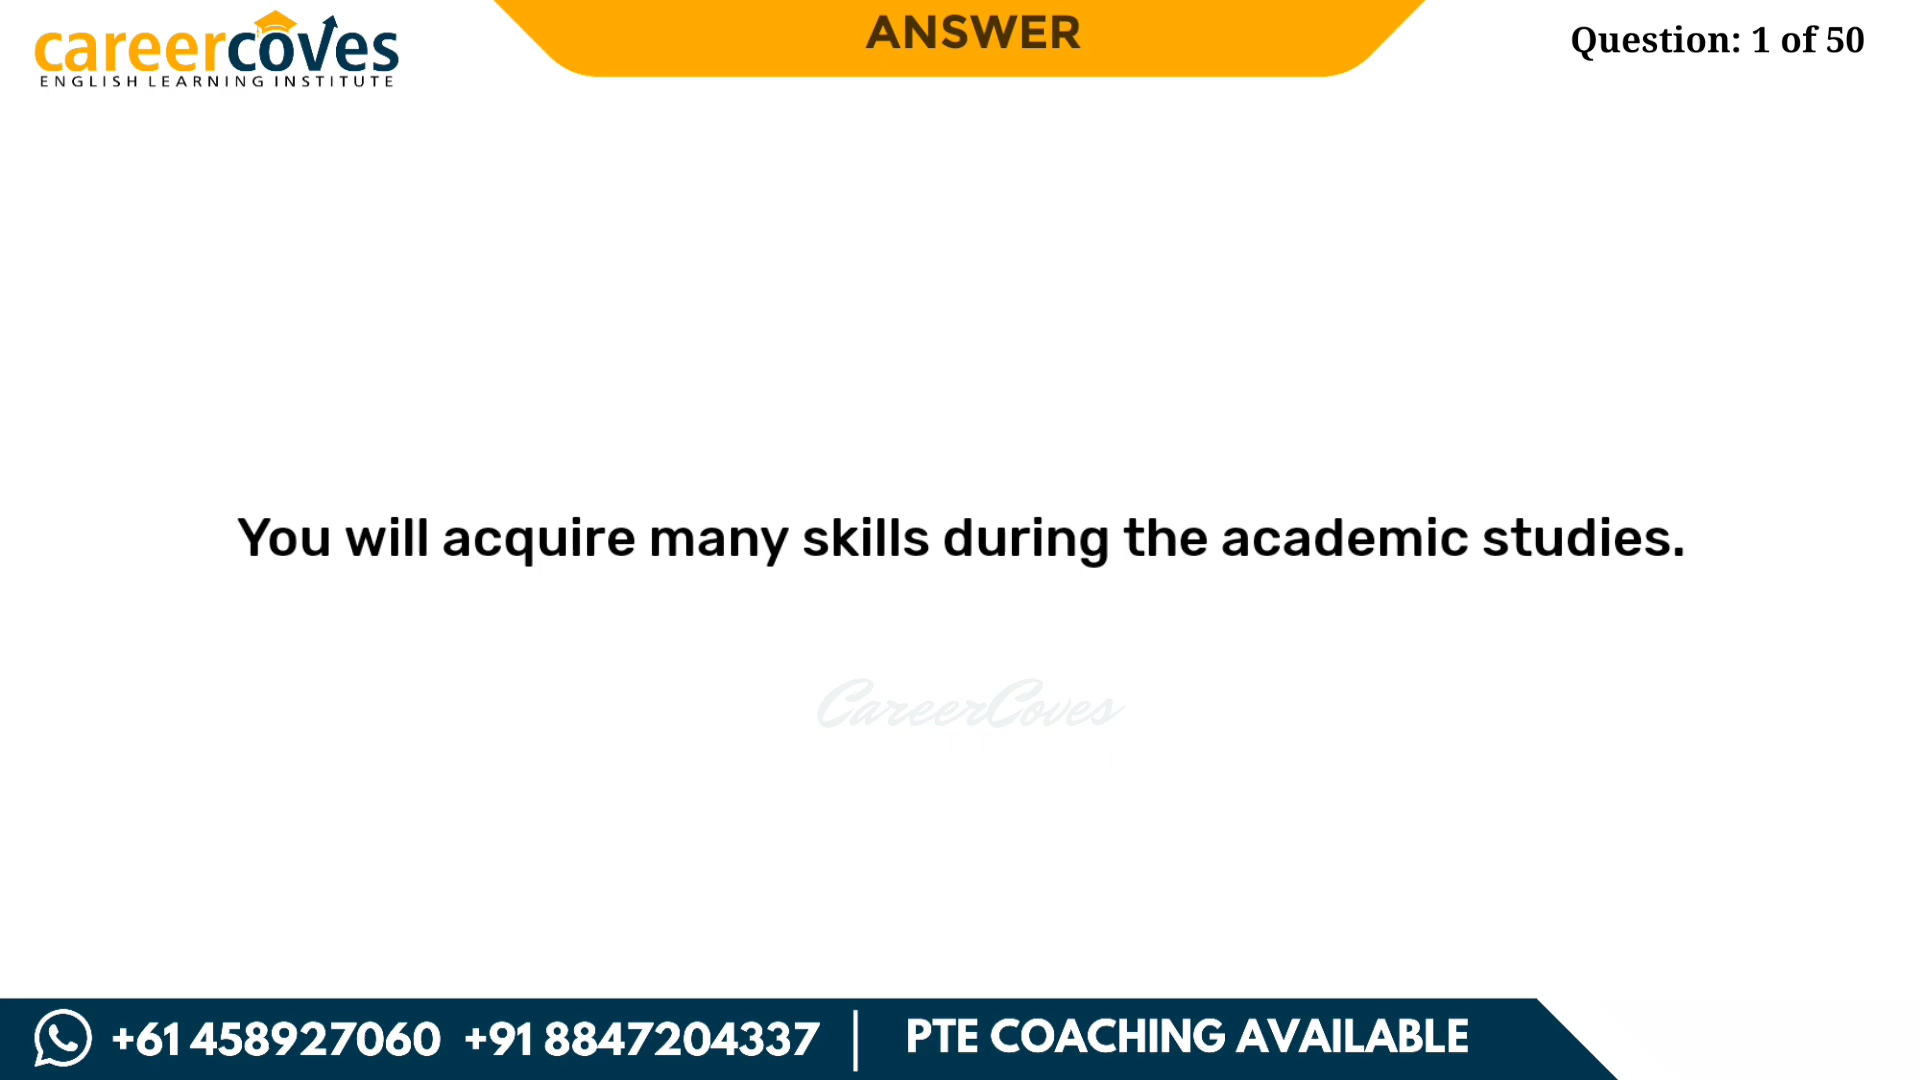 careercoves
ENGLISH LEARNING INSTITUTE
ANSWER
Question: 1 of 50
You will acquire many skills during the academic studies.
CareerCoves
+61 458927060 +91 8847204337 | PTE COACHING AVAILABLE